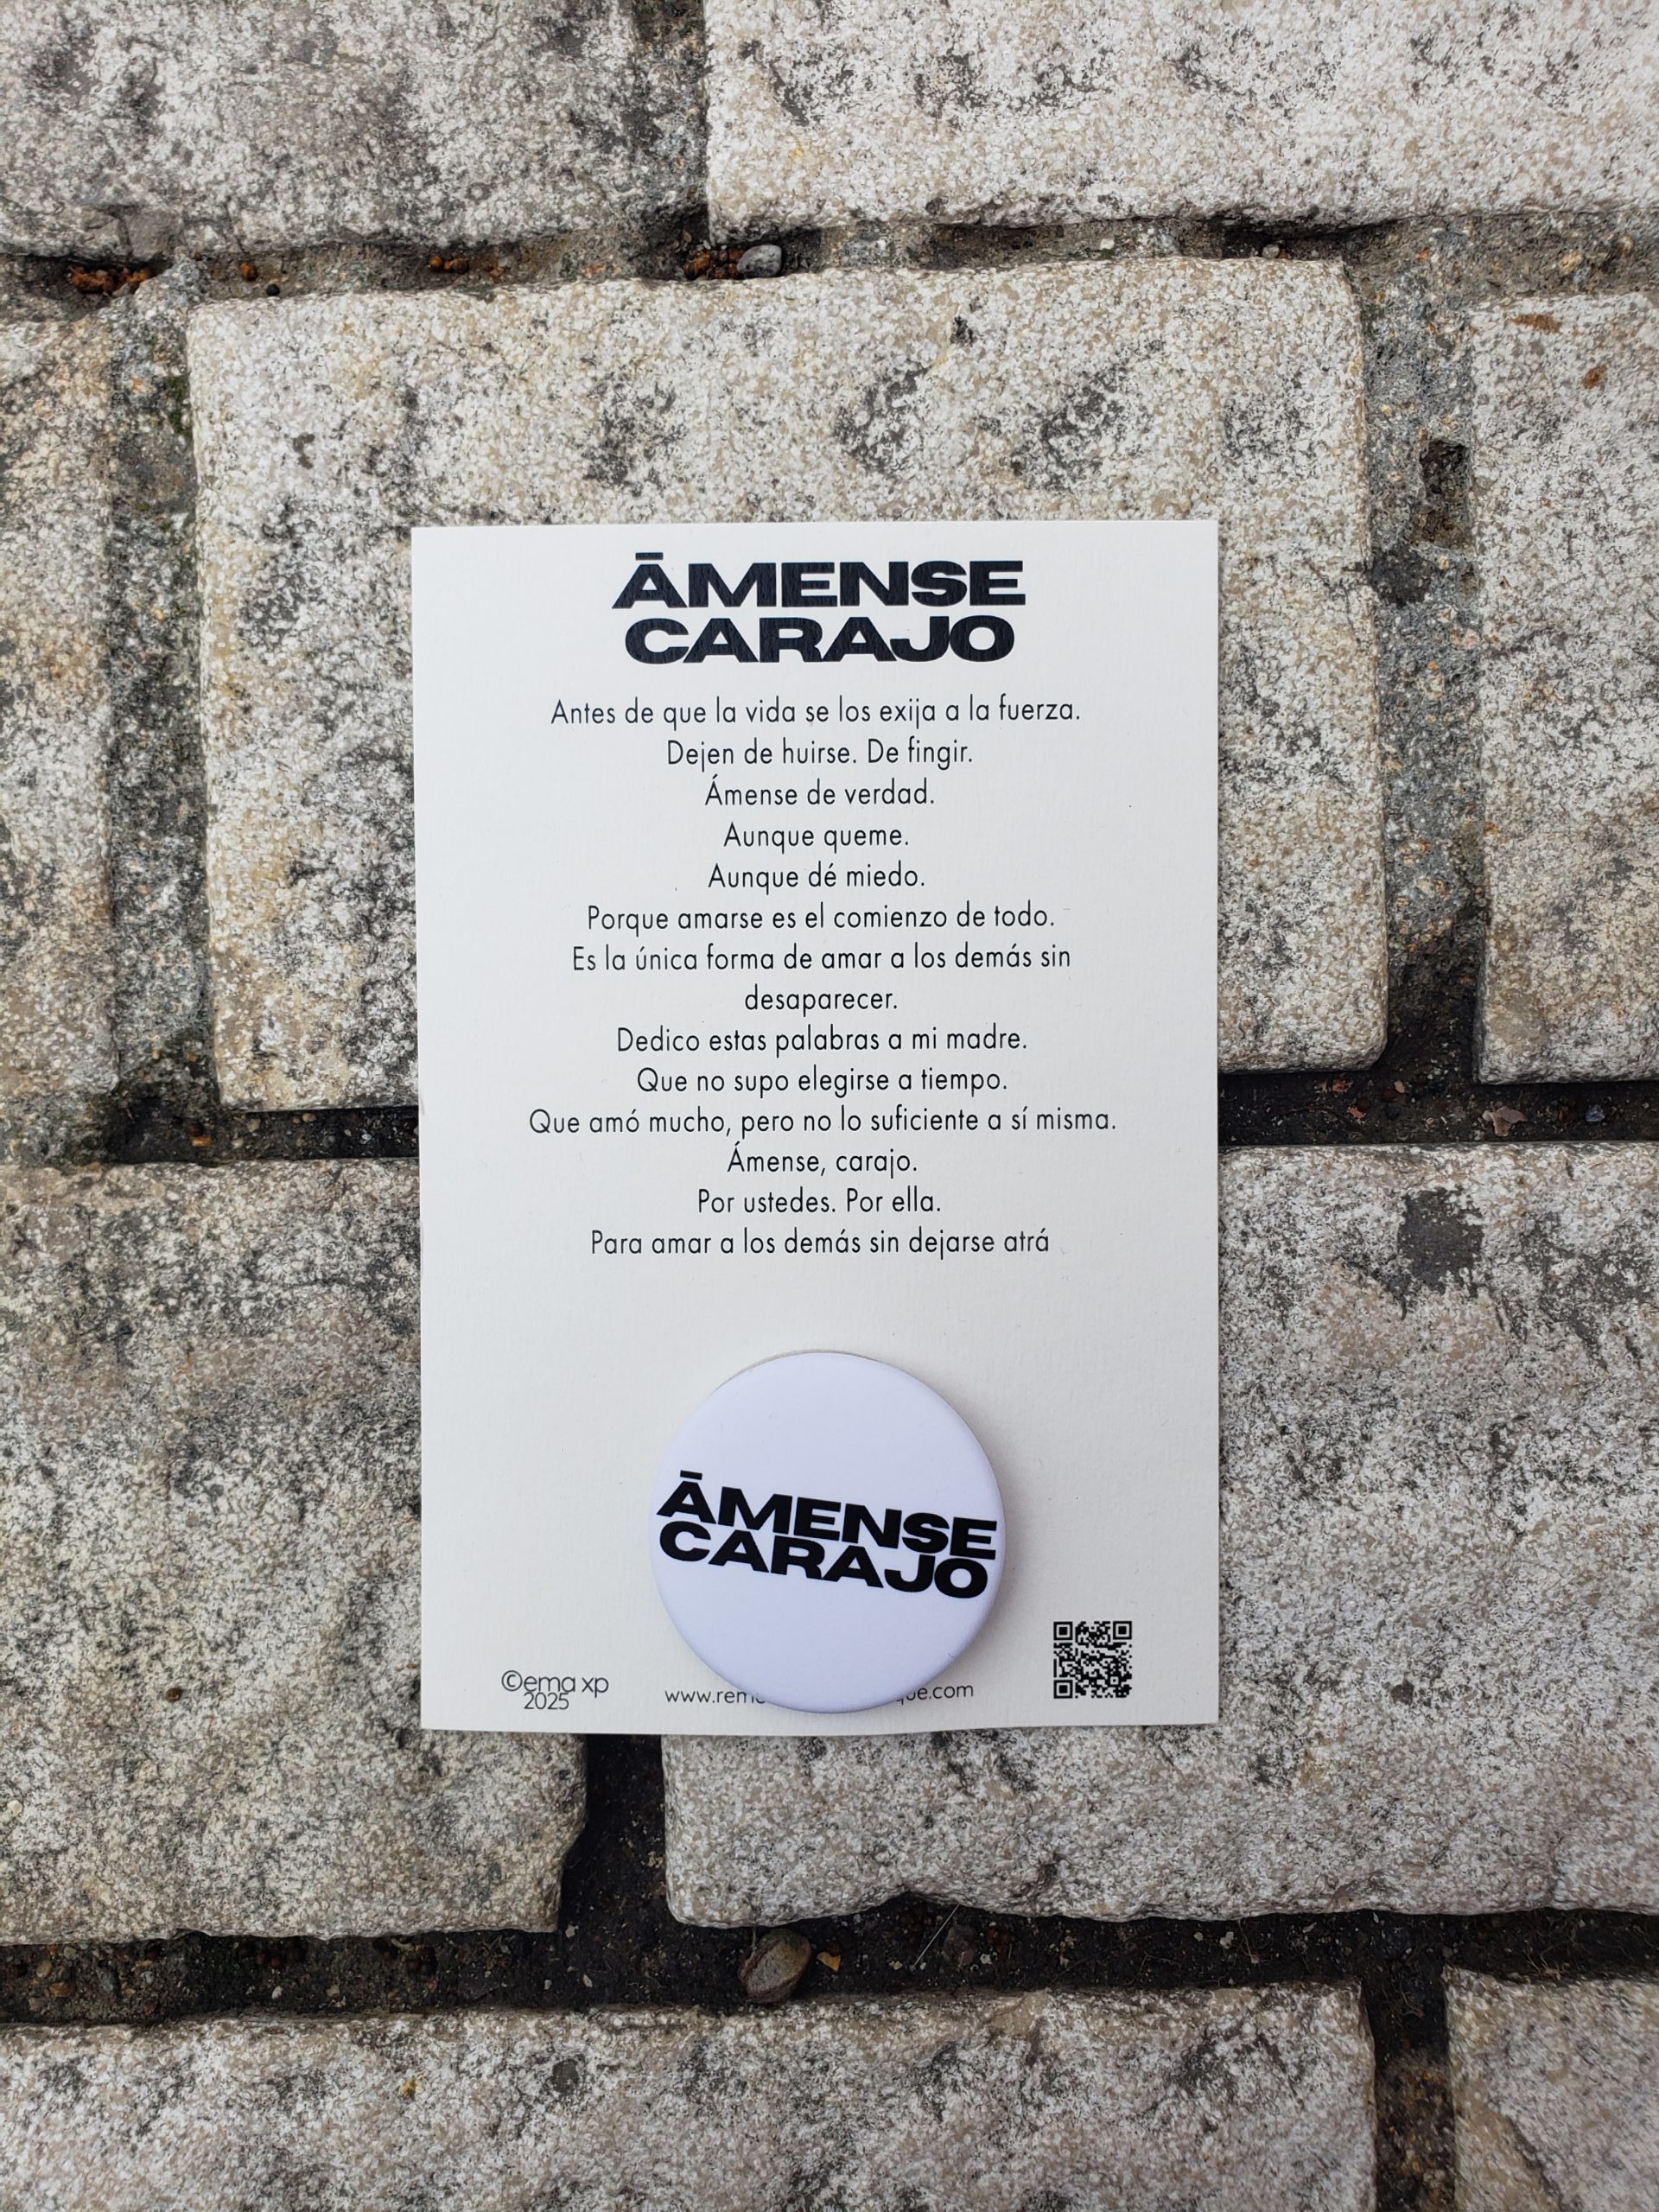 ĀMENSE
CARAJO
Antes de que la vida se los exija a la fuerza.
Dejen de huirse. De fingir.
Ámense de verdad.
Aunque queme.
Aunque dé miedo.
Porque amarse es el comienzo de todo.
Es la única forma de amar a los demás sin
desaparecer.
Dedico estas palabras a mi madre.
Que no supo elegirse a tiempo.
Que amó mucho, pero no lo suficiente a sí misma.
Ámense, carajo.
Por ustedes. Por ella.
Para amar a los demás sin dejarse atrá
ĀMENSE
CARAJO
©ema xp
2025